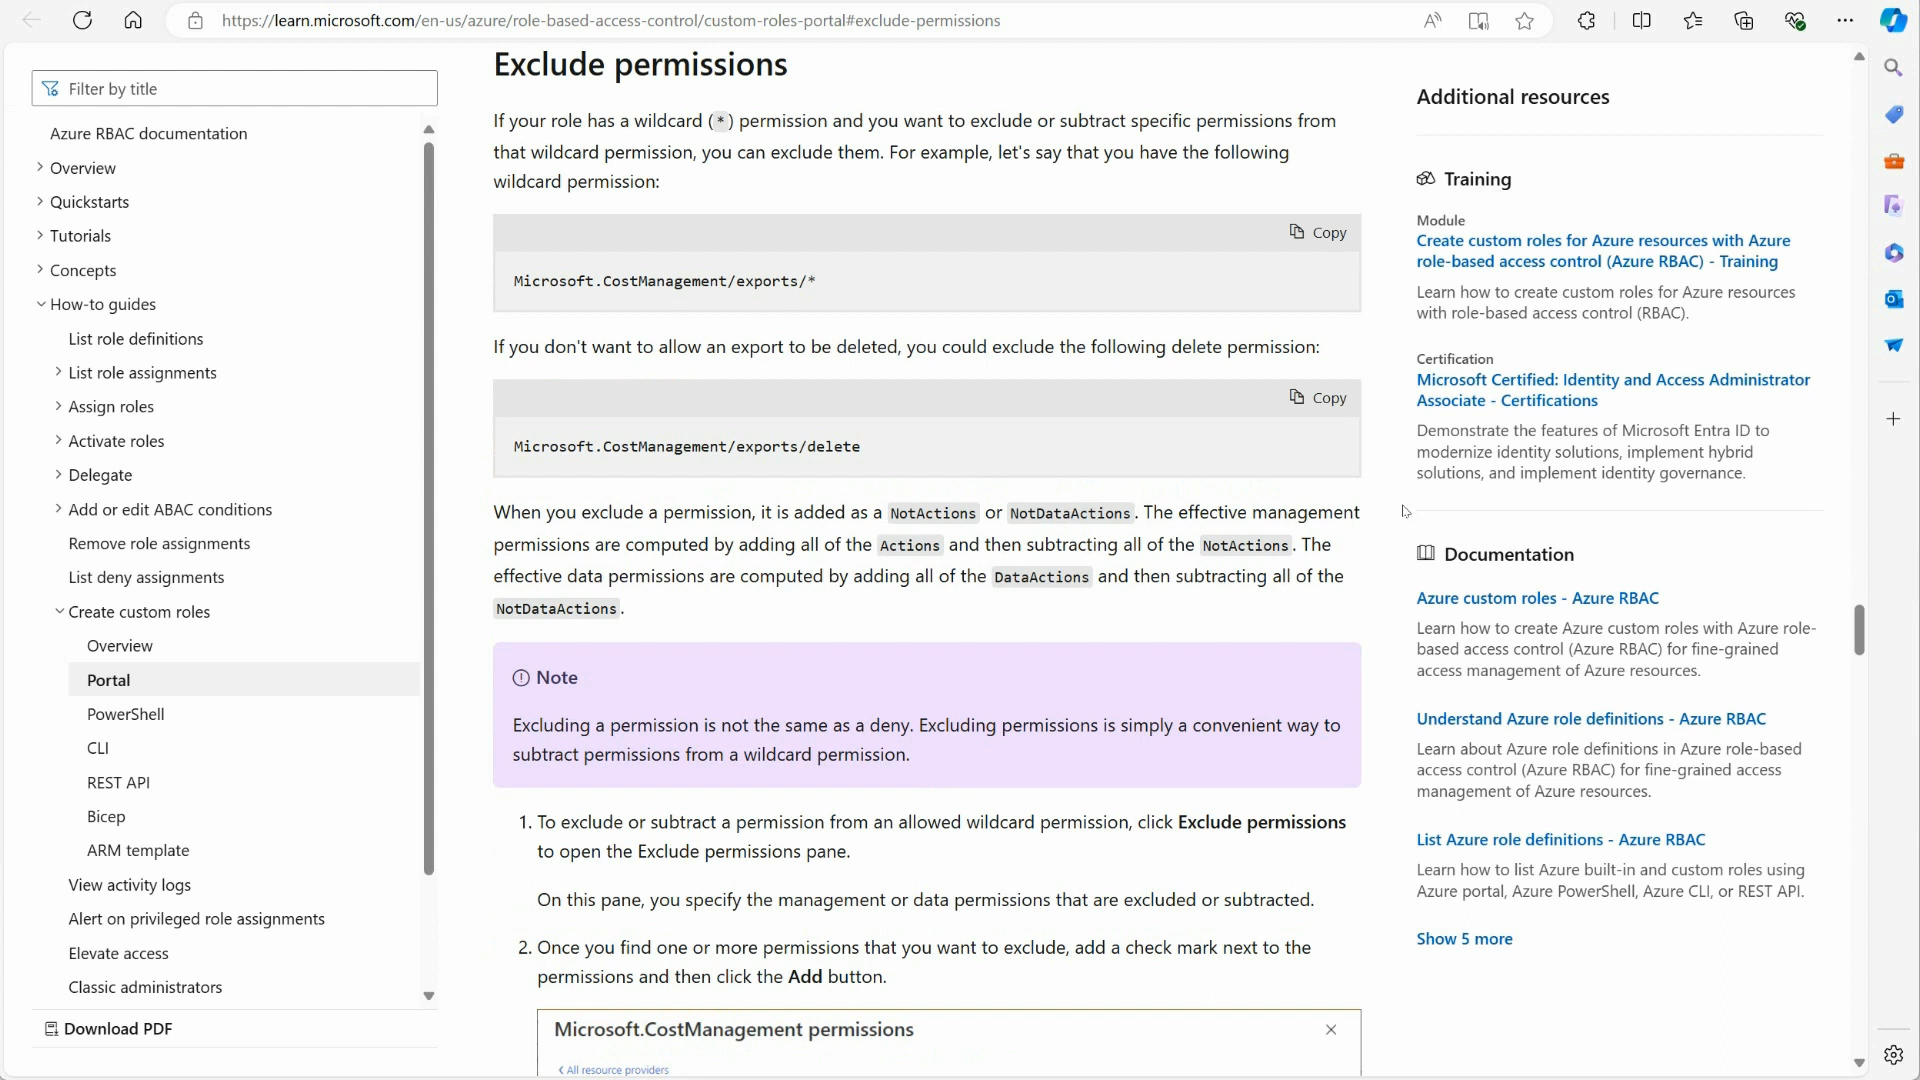 https://learn.microsoft.com/en-us/azure/role-based-access-control/custom-roles-portal#exclude-permissions
Filter by title
Azure RBAC documentation
Overview
Quickstarts
Tutorials
Concepts
How-to guides
List role definitions
List role assignments
Assign roles
Activate roles
Delegate
Add or edit ABAC conditions
Remove role assignments
List deny assignments
Create custom roles
Overview
Portal
PowerShell
CLI
REST API
Bicep
ARM template
View activity logs
Alert on privileged role assignments
Elevate access
Classic administrators
Download PDF
Exclude permissions
If your role has a wildcard (*) permission and you want to exclude or subtract specific permissions from
that wildcard permission, you can exclude them. For example, let's say that you have the following
wildcard permission:
Copy
Microsoft.CostManagement/exports/*
If you don't want to allow an export to be deleted, you could exclude the following delete permission:
Copy
Microsoft.CostManagement/exports/delete
When you exclude a permission, it is added as a NotActions or NotDataActions. The effective management
permissions are computed by adding all of the Actions and then subtracting all of the NotActions. The
effective data permissions are computed by adding all of the DataActions and then subtracting all of the
NotDataActions.
Note
Excluding a permission is not the same as a deny. Excluding permissions is simply a convenient way to
subtract permissions from a wildcard permission.
1. To exclude or subtract a permission from an allowed wildcard permission, click Exclude permissions
to open the Exclude permissions pane.
On this pane, you specify the management or data permissions that are excluded or subtracted.
2. Once you find one or more permissions that you want to exclude, add a check mark next to the
permissions and then click the Add button.
Microsoft.CostManagement permissions
All resource providers
Additional resources
Training
Module
Create custom roles for Azure resources with Azure
role-based access control (Azure RBAC) - Training
Learn how to create custom roles for Azure resources
with role-based access control (RBAC).
Certification
Microsoft Certified: Identity and Access Administrator
Associate - Certifications
Demonstrate the features of Microsoft Entra ID to
modernize identity solutions, implement hybrid
solutions, and implement identity governance.
Documentation
Azure custom roles - Azure RBAC
Learn how to create Azure custom roles with Azure role-
based access control (Azure RBAC) for fine-grained
access management of Azure resources.
Understand Azure role definitions - Azure RBAC
Learn about Azure role definitions in Azure role-based
access control (Azure RBAC) for fine-grained access
management of Azure resources.
List Azure role definitions - Azure RBAC
Learn how to list Azure built-in and custom roles using
Azure portal, Azure PowerShell, Azure CLI, or REST API.
Show 5 more